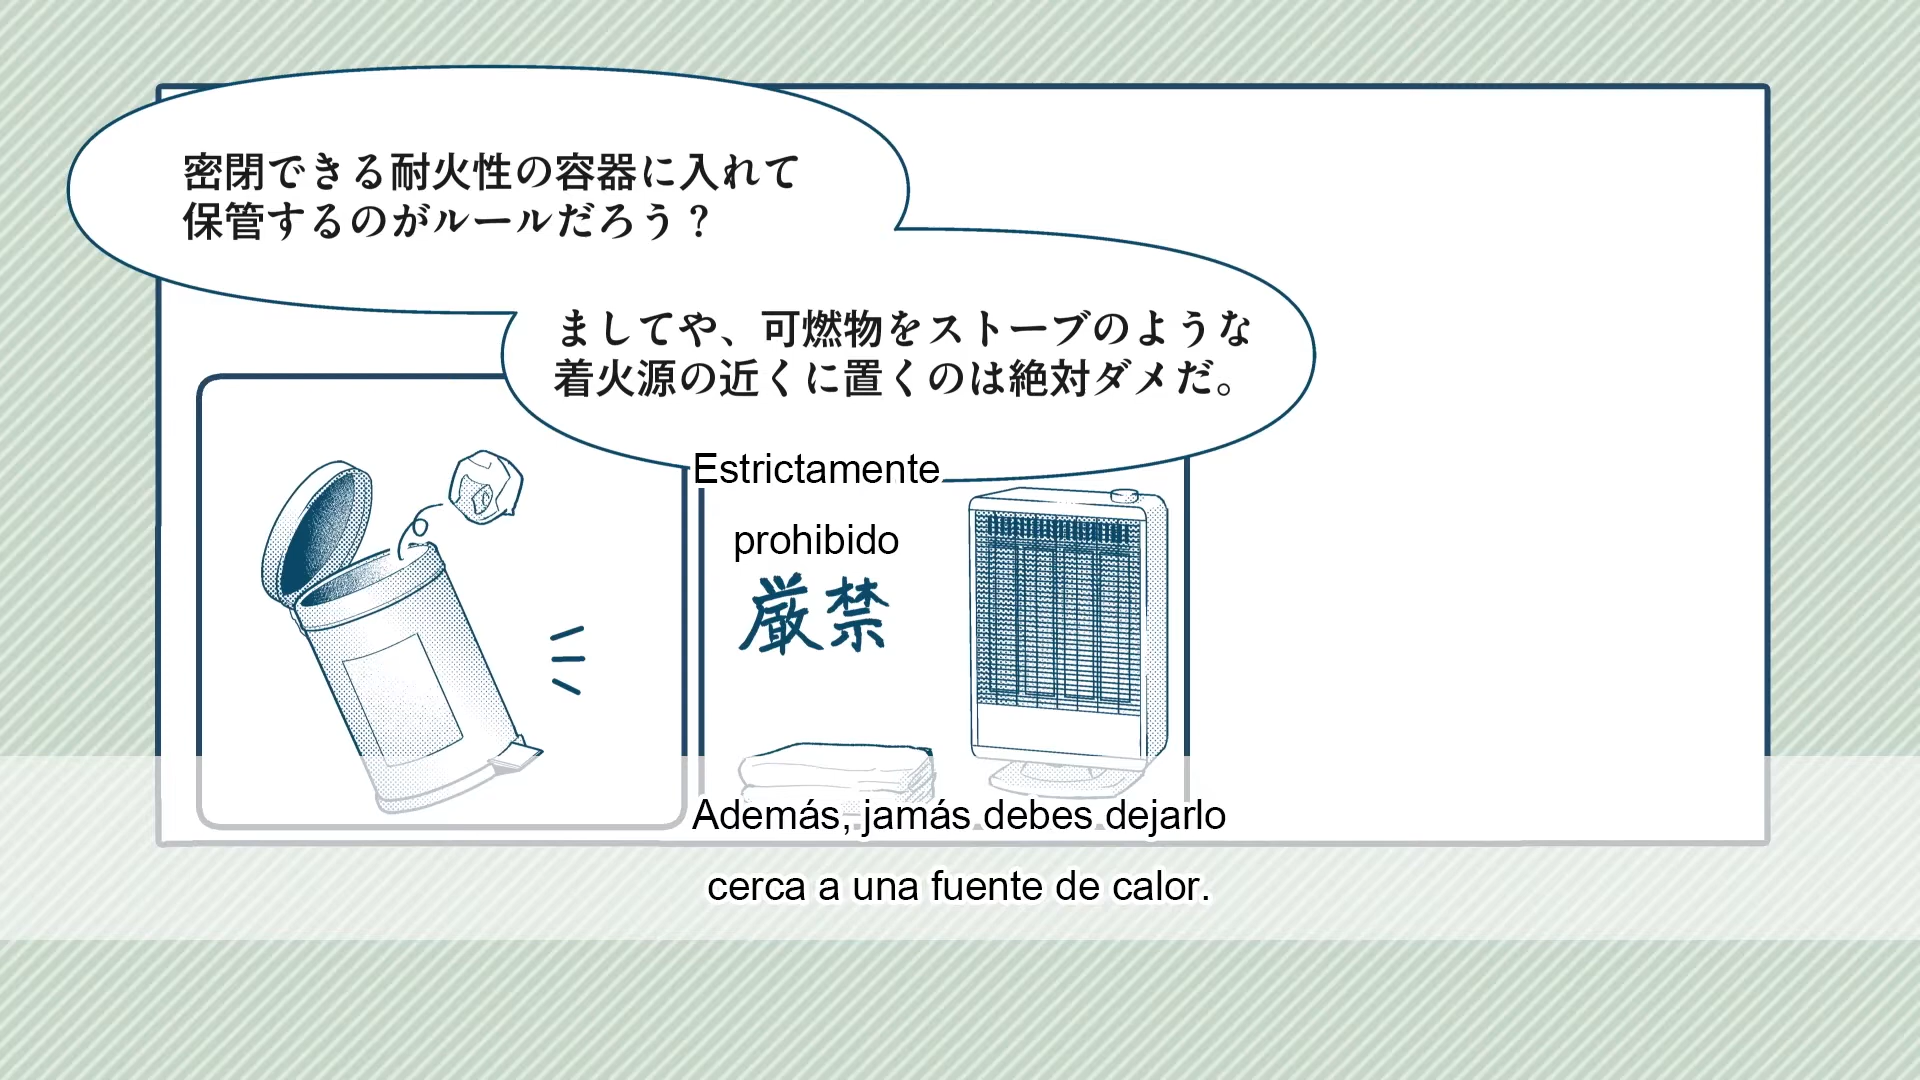 密閉できる耐火性の容器に入れて
保管するのがルールだろう？
ましてや、可燃物をストーブのような
着火源の近くに置くのは絶対ダメだ。
Estrictamente
prohibido
厳禁
Además, jamás debes dejarlo
cerca a una fuente de calor.